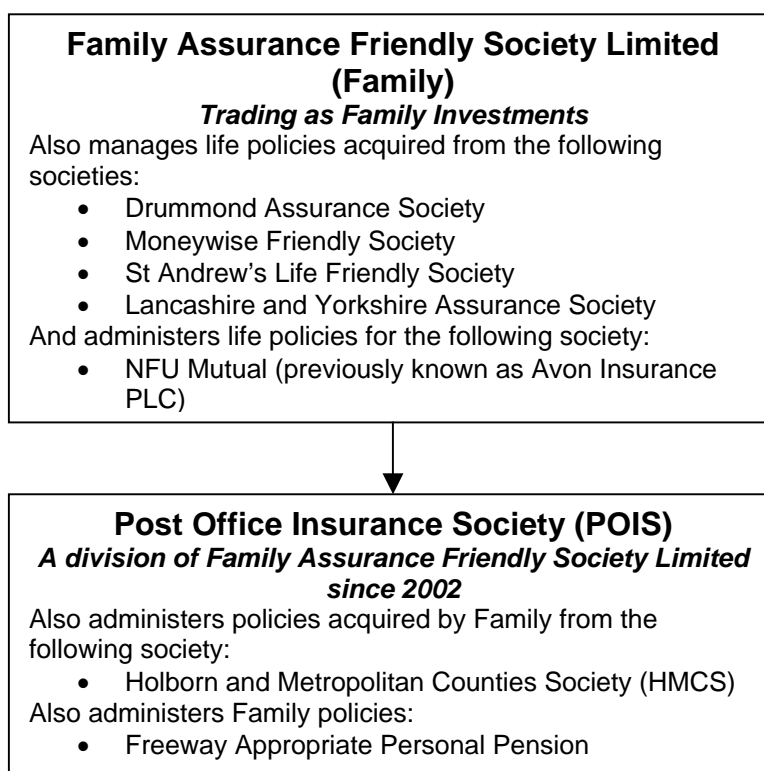 Family Assurance Friendly Society Limited
(Family)
Trading as Family Investments
Also manages life policies acquired from the following
societies:
• Drummond Assurance Society
• Moneywise Friendly Society
• St Andrew's Life Friendly Society
• Lancashire and Yorkshire Assurance Society
And administers life policies for the following society:
• NFU Mutual (previously known as Avon Insurance
PLC)
Post Office Insurance Society (POIS)
A division of Family Assurance Friendly Society Limited
since 2002
Also administers policies acquired by Family from the
following society:
• Holborn and Metropolitan Counties Society (HMCS)
Also administers Family policies:
• Freeway Appropriate Personal Pension